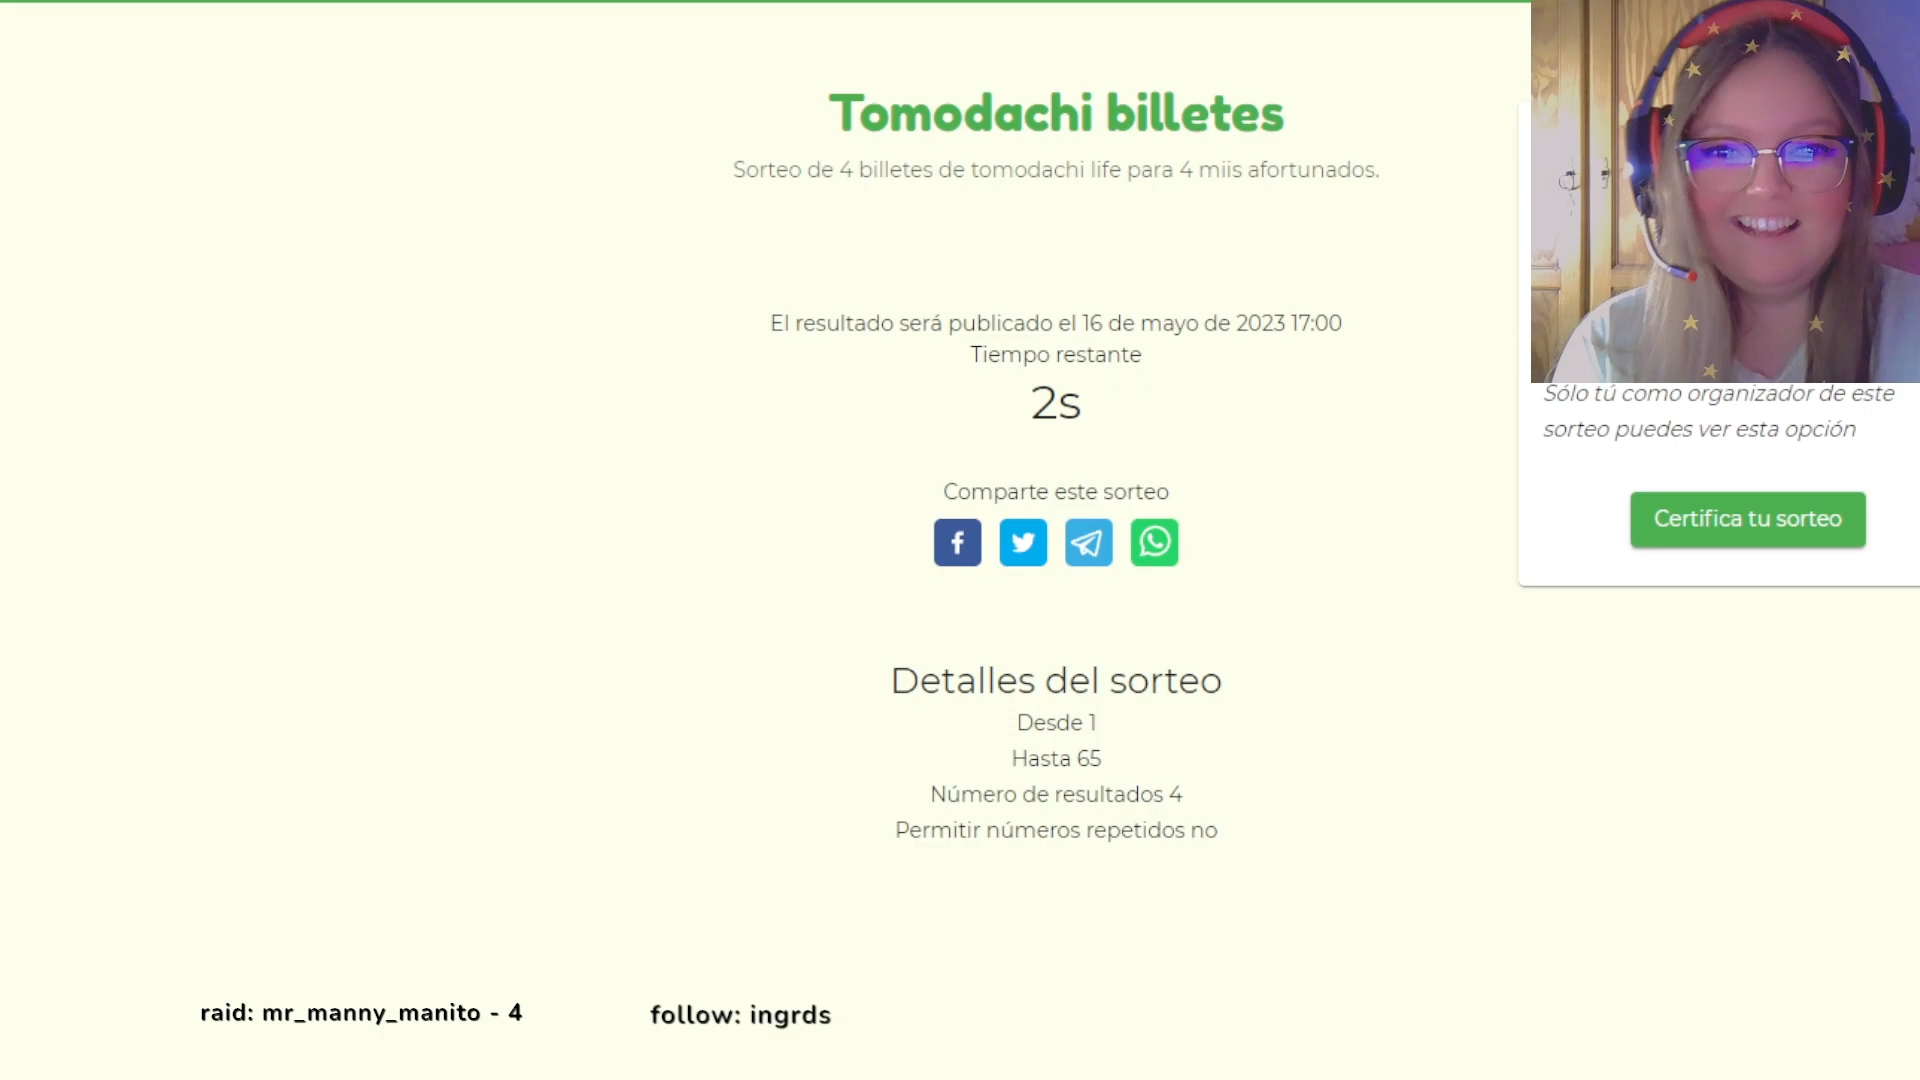 Tomodachi billetes
Sorteo de 4 billetes de tomodachi life para 4 miis afortunados.
El resultado será publicado el 16 de mayo de 2023 17:00
Tiempo restante
2s
Comparte este sorteo
Sólo tú como organizador de este
sorteo puedes ver esta opción
Certifica tu sorteo
Detalles del sorteo
Desde 1
Hasta 65
Número de resultados 4
Permitir números repetidos no
raid: mr_manny_manito - 4
follow: ingrds